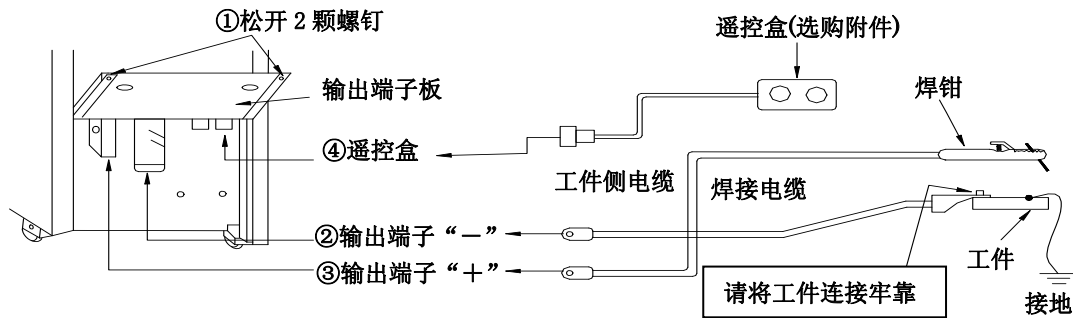 ①松开2颗螺钉
遥控盒(选购附件)
输出端子板
焊钳
④遥控盒
工件侧电缆
焊接电缆
②输出端子“－”
③输出端子“＋”
工件
请将工件连接牢靠
接地